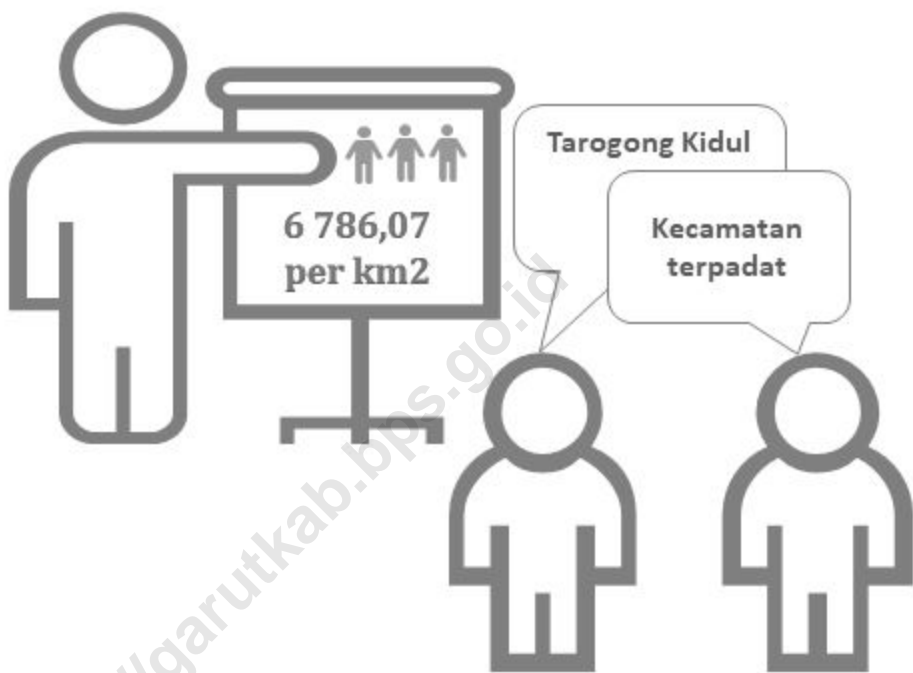 6 786,07
per km2
Tarogong Kidul
Kecamatan
terpadat
//garutkab.bps.go.id